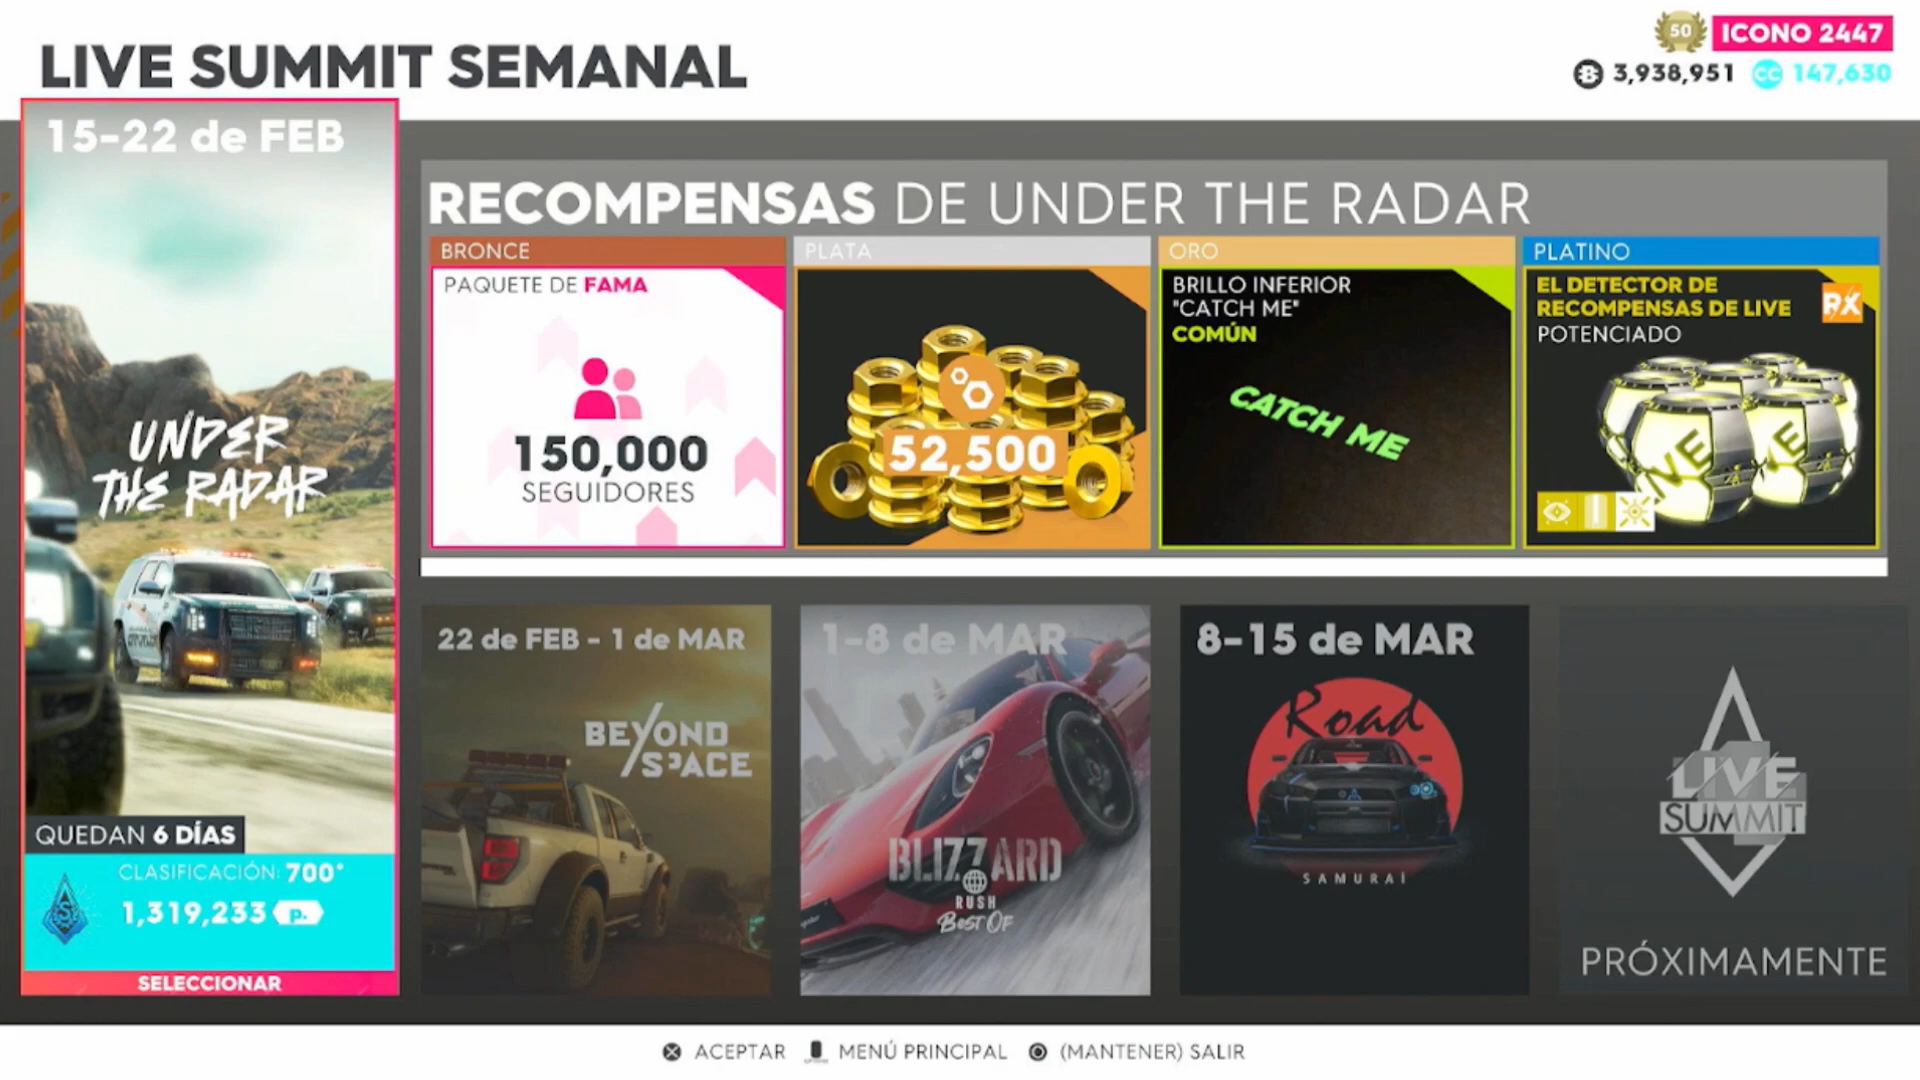 LIVE SUMMIT SEMANAL
50
ICONO 2447
3,938,951
CC 147,630
15-22 de FEB
UNDER
THE RADAR
QUEDAN 6 DÍAS
CLASIFICACIÓN: 700°
1,319,233 P.
SELECCIONAR
RECOMPENSAS DE UNDER THE RADAR
BRONCE
PAQUETE DE FAMA
150,000
SEGUIDORES
PLATA
52,500
ORO
BRILLO INFERIOR
"CATCH ME"
COMÚN
CATCH ME
PLATINO
EL DETECTOR DE
RECOMPENSAS DE LIVE
POTENCIADO
RX
LIVE
22 de FEB - 1 de MAR
BEYOND
SPACE
1-8 de MAR
BLIZZARD
RUSH
Best Of
8-15 de MAR
Road
SAMURAI
LIVE
SUMMIT
PRÓXIMAMENTE
ACEPTAR
MENÚ PRINCIPAL
(MANTENER) SALIR